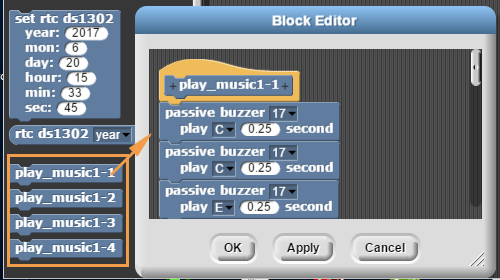 set rtc ds1302
year: 2017
mon: 6
day: 20
hour: 15
min: 33
sec: 45
rtc ds1302 year
play_music1-1
play_music1-2
play_music1-3
play_music1-4
Block Editor
+ play_music1-1 +
passive buzzer 17
play C 0.25 second
passive buzzer 17
play C 0.25 second
passive buzzer 17
play E 0.25 second
OK Apply Cancel